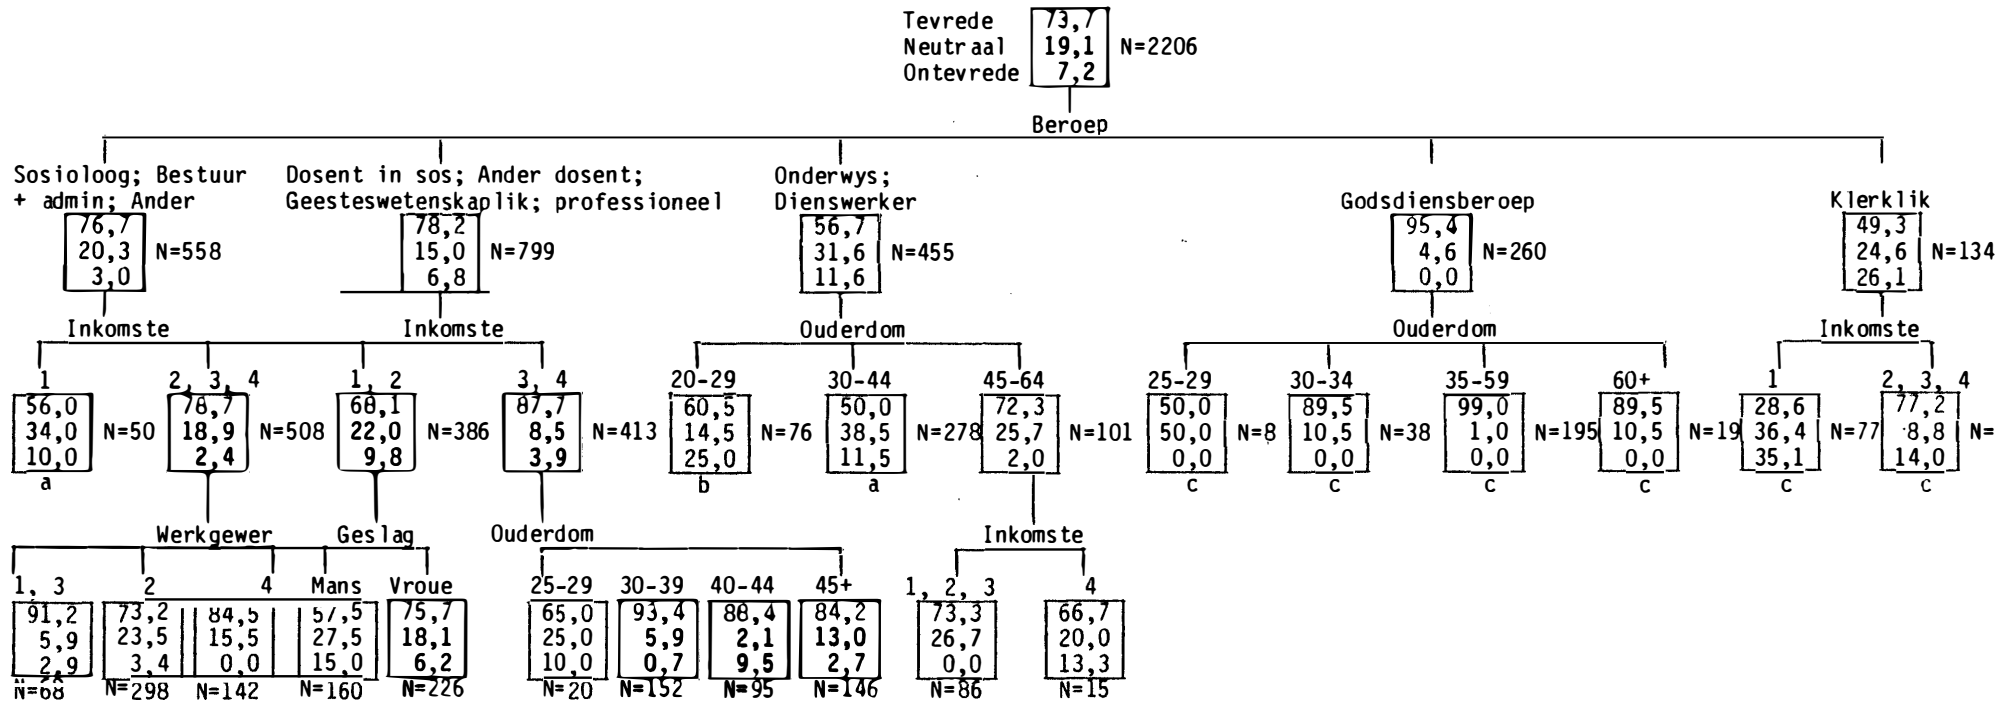 Tevrede 73,7
Neutraal 19,1 N=2206
Ontevrede 7,2
Beroep
Sosioloog; Bestuur
+ admin; Ander
76,7
20,3 N=558
3,0
Dosent in sos; Ander dosent;
Geesteswetenskaplik; professioneel
78,2
15,0 N=799
6,8
Onderwys;
Dienswerker
56,7
31,6 N=455
11,6
Godsdiensberoep
95,4
4,6 N=260
0,0
Klerklik
49,3
24,6 N=134
26,1
Inkomste Inkomste Ouderdom Ouderdom Inkomste
1
56,0
34,0 N=50
10,0
a
2, 3, 4
78,7
18,9 N=508
2,4
1, 2
68,1
22,0 N=386
9,8
3, 4
87,7
8,5 N=413
3,9
20-29
60,5
14,5 N=76
25,0
b
30-44
50,0
38,5 N=278
11,5
a
45-64
72,3
25,7 N=101
2,0
25-29
50,0
50,0 N=8
0,0
c
30-34
89,5
10,5 N=38
0,0
c
35-59
99,0
1,0 N=195
0,0
c
60+
89,5
10,5 N=19
0,0
c
1
28,6
36,4 N=77
35,1
c
2, 3, 4
77,2
8,8 N=
14,0
c
Werkgewer Geslag Ouderdom Inkomste
1, 3
91,2
5,9
2,9
N=68
2
73,2
23,5
3,4
N=298
4
84,5
15,5
0,0
N=142
Mans
57,5
27,5
15,0
N=160
Vroue
75,7
18,1
6,2
N=226
25-29
65,0
25,0
10,0
N=20
30-39
93,4
5,9
0,7
N=152
40-44
88,4
2,1
9,5
N=95
45+
84,2
13,0
2,7
N=146
1, 2, 3
73,3
26,7
0,0
N=86
4
66,7
20,0
13,3
N=15